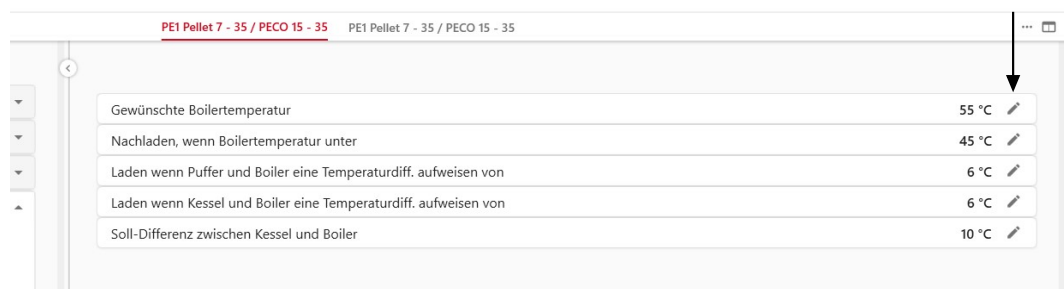 PE1 Pellet 7 - 35 / PECO 15 - 35 PE1 Pellet 7 - 35 / PECO 15 - 35
Gewünschte Boilertemperatur 55 °C
Nachladen, wenn Boilertemperatur unter 45 °C
Laden wenn Puffer und Boiler eine Temperaturdiff. aufweisen von 6 °C
Laden wenn Kessel und Boiler eine Temperaturdiff. aufweisen von 6 °C
Soll-Differenz zwischen Kessel und Boiler 10 °C